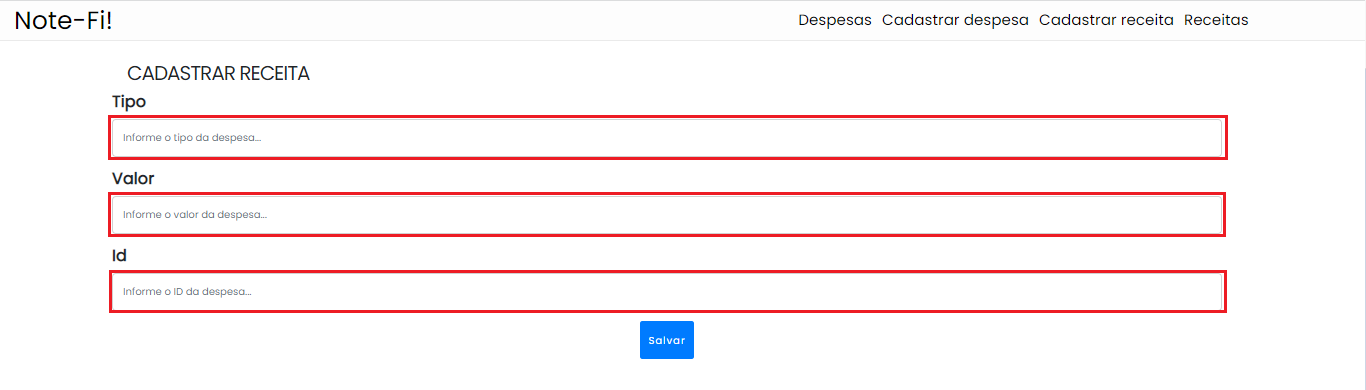 Note-Fi!
Despesas Cadastrar despesa Cadastrar receita Receitas
CADASTRAR RECEITA
Tipo
Informe o tipo da despesa...
Valor
Informe o valor da despesa...
Id
Informe o ID da despesa...
Salvar